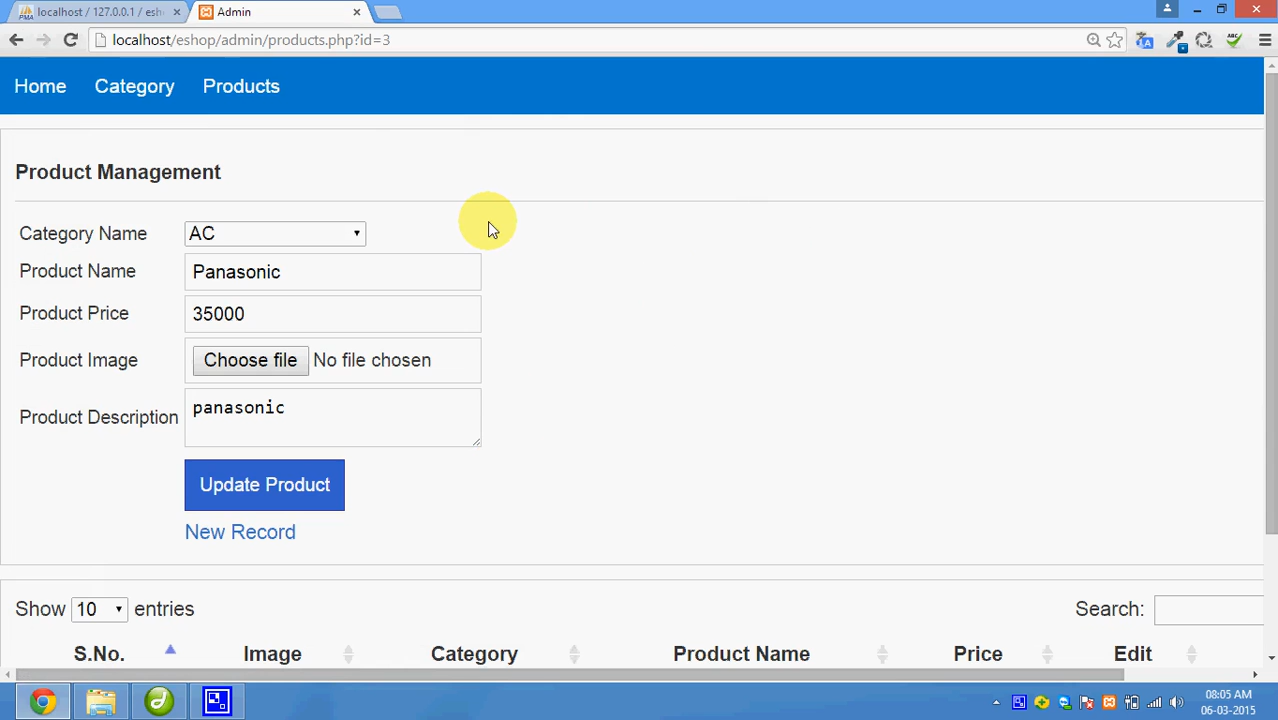 localhost / 127.0.0.1 / esh
Admin
localhost/eshop/admin/products.php?id=3
Home Category Products
Product Management
Category Name AC
Product Name Panasonic
Product Price 35000
Product Image Choose file No file chosen
Product Description panasonic
Update Product
New Record
Show 10 entries Search:
S.No. Image Category Product Name Price Edit
08:05 AM
06-03-2015